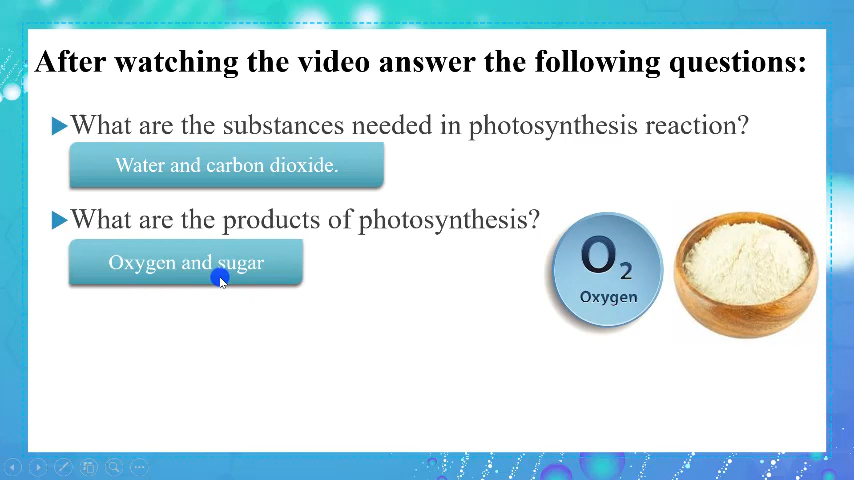 After watching the video answer the following questions:
What are the substances needed in photosynthesis reaction?
Water and carbon dioxide.
What are the products of photosynthesis?
Oxygen and sugar
O2
Oxygen